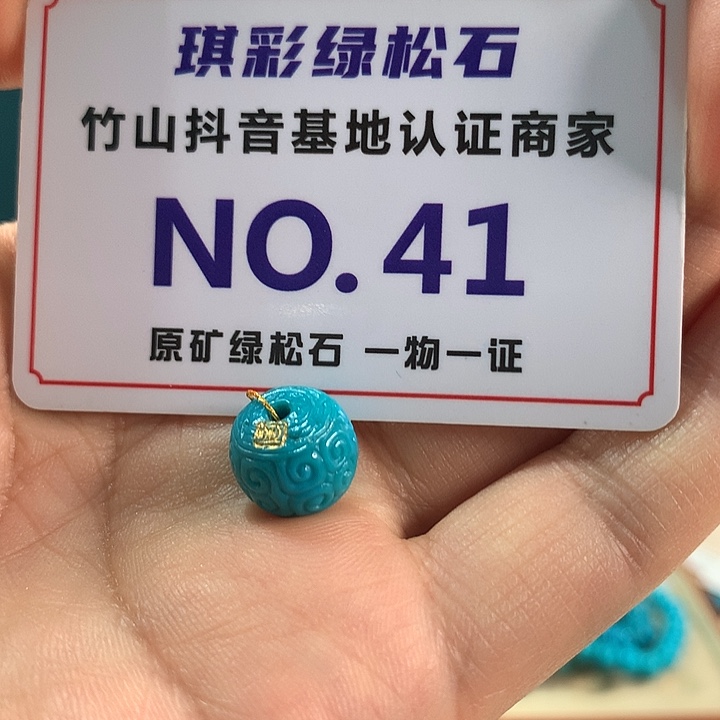 琪彩绿松石
竹山抖音基地认证商家
NO.41
原矿绿松石 一物一证